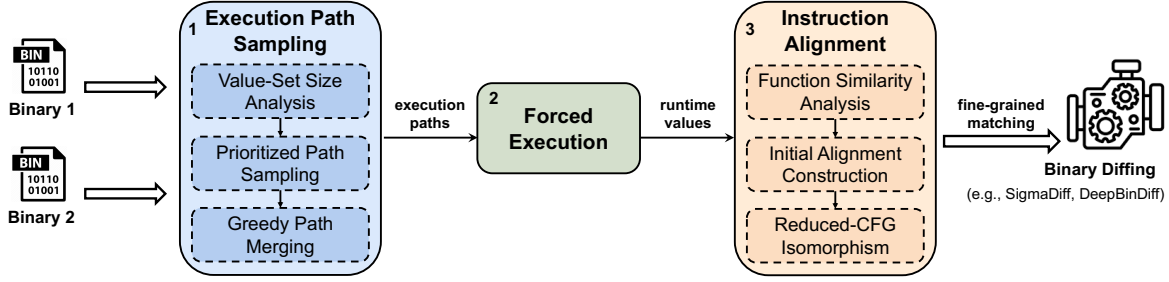 BIN
10110
01001
Binary 1
BIN
10110
01001
Binary 2
1
Execution Path
Sampling
Value-Set Size
Analysis
Prioritized Path
Sampling
Greedy Path
Merging
execution
paths
2
Forced
Execution
runtime
values
3
Instruction
Alignment
Function Similarity
Analysis
Initial Alignment
Construction
Reduced-CFG
Isomorphism
fine-grained
matching
Binary Diffing
(e.g., SigmaDiff, DeepBinDiff)